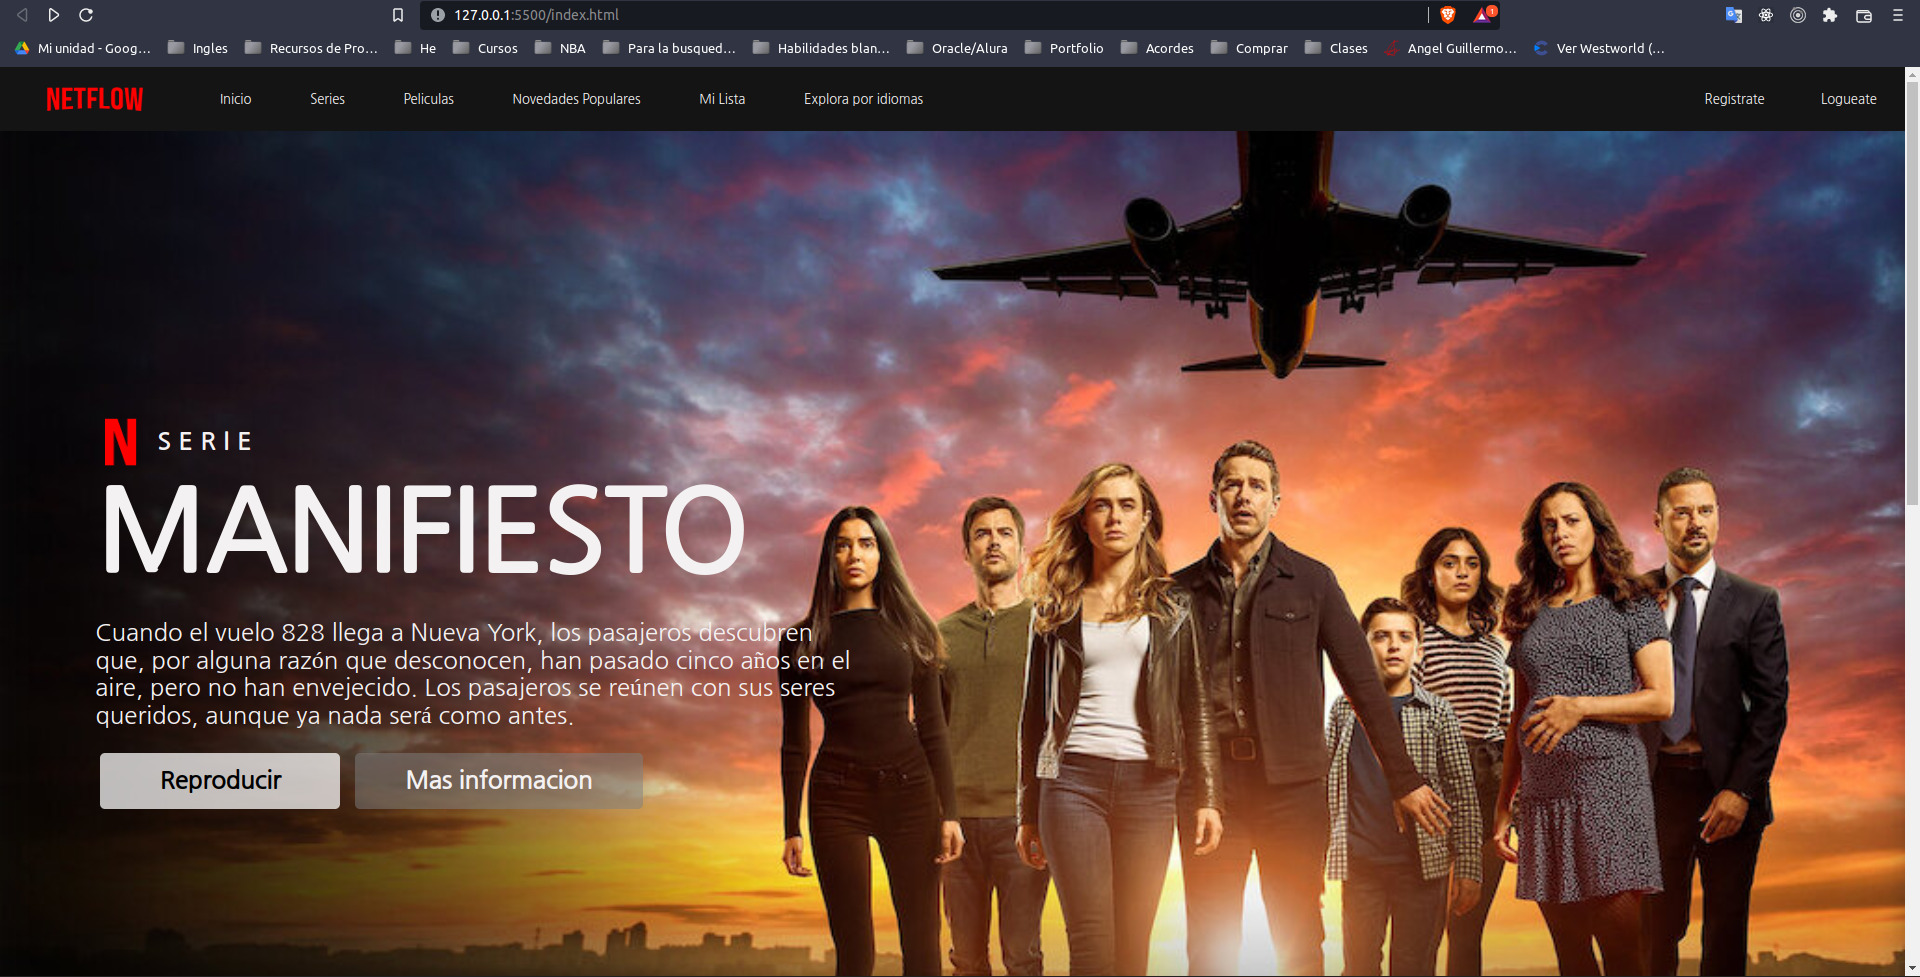 127.0.0.1:5500/index.html
1
Mi unidad - Goog...
Ingles
Recursos de Pro...
He
Cursos
NBA
Para la busqued...
Habilidades blan...
Oracle/Alura
Portfolio
Acordes
Comprar
Clases
Angel Guillermo...
Ver Westworld (...
NETFLOW
Inicio
Series
Peliculas
Novedades Populares
Mi Lista
Explora por idiomas
Registrate
Logueate
N SERIE
MANIFIESTO
Cuando el vuelo 828 llega a Nueva York, los pasajeros descubren
que, por alguna razón que desconocen, han pasado cinco años en el
aire, pero no han envejecido. Los pasajeros se reúnen con sus seres
queridos, aunque ya nada será como antes.
Reproducir
Mas informacion